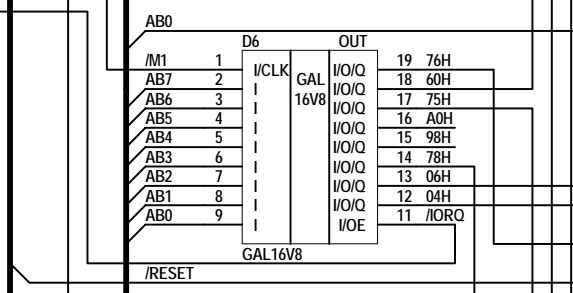 AB0
D6 OUT
/M1 1 I/CLK GAL I/O/Q 19 76H
AB7 2 I 16V8 I/O/Q 18 60H
AB6 3 I I/O/Q 17 75H
AB5 4 I I/O/Q 16 A0H
AB4 5 I I/O/Q 15 98H
AB3 6 I I/O/Q 14 78H
AB2 7 I I/O/Q 13 06H
AB1 8 I I/O/Q 12 04H
AB0 9 I I/OE 11 /IORQ
GAL16V8
/RESET